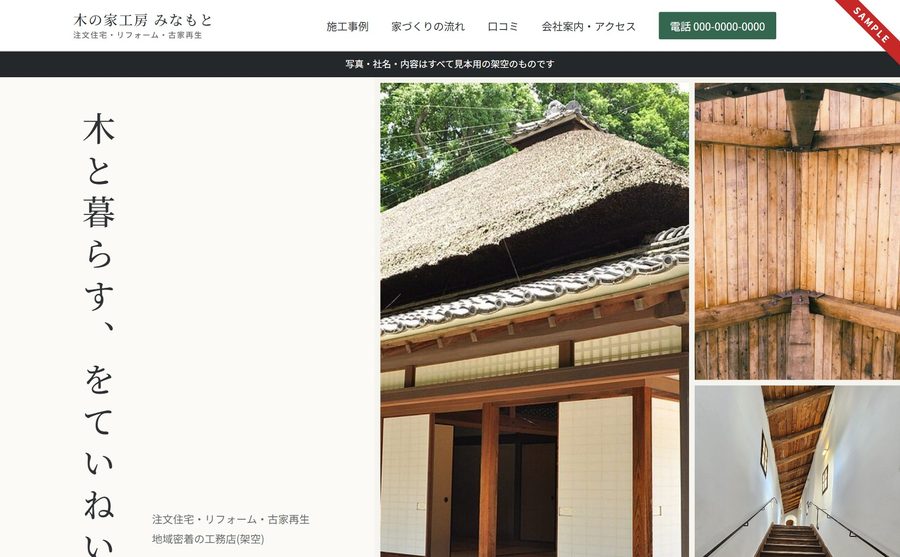 木の家工房 みなもと
注文住宅・リフォーム・古家再生
施工事例
家づくりの流れ
口コミ
会社案内・アクセス
電話 000-0000-0000
SAMPLE
写真・社名・内容はすべて見本用の架空のものです
木と暮らす、をていねい
注文住宅・リフォーム・古家再生
地域密着の工務店(架空)